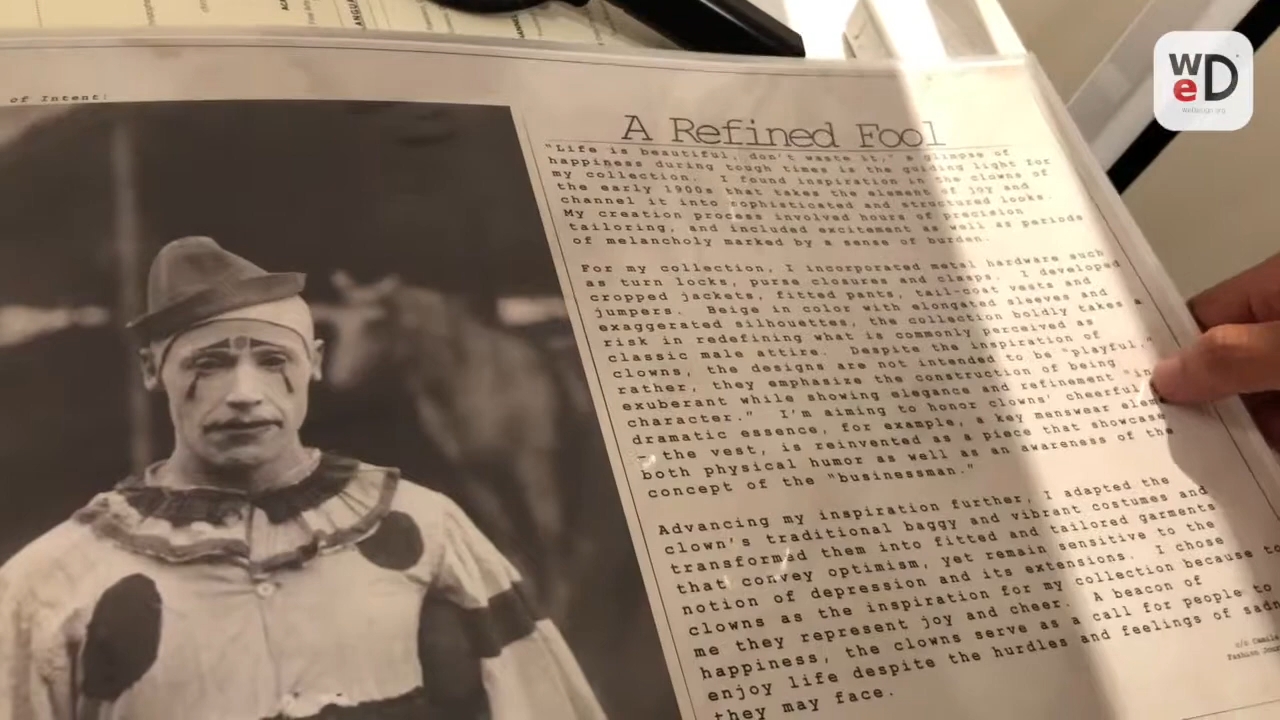 of Intent:
A Refined Fool
"Life is beautiful, don't waste it," a glimpse of
happiness during tough times is the guiding light for
my collection. I found inspiration in the clowns of
the early 1900s that takes the element of joy and
channel it into sophisticated and structured looks.
My creation process involved hours of precision
tailoring, and included excitement as well as periods
of melancholy marked by a sense of burden.
For my collection, I incorporated metal hardware such
as turn locks, purse closures and clasps. I developed
cropped jackets, fitted pants, tail-coat vests and
jumpers. Beige in color with elongated sleeves and
exaggerated silhouettes, the collection boldly takes a
risk in redefining what is commonly perceived as
classic male attire. Despite the inspiration of
clowns, the designs are not intended to be "playful,"
rather, they emphasize the construction of being
exuberant while showing elegance and refinement in
character." I'm aiming to honor clowns' cheerful,
dramatic essence, for example, a key menswear elem
- the vest, is reinvented as a piece that showcase
both physical humor as well as an awareness of the
concept of the "businessman."
Advancing my inspiration further, I adapted the
clown's traditional baggy and vibrant costumes and
transformed them into fitted and tailored garments
that convey optimism, yet remain sensitive to the
notion of depression and its extensions. I chose
clowns as the inspiration for my collection because to
me they represent joy and cheer. A beacon of
happiness, the clowns serve as a call for people to
enjoy life despite the hurdles and feelings of sadn
they may face.
Fashion
weD